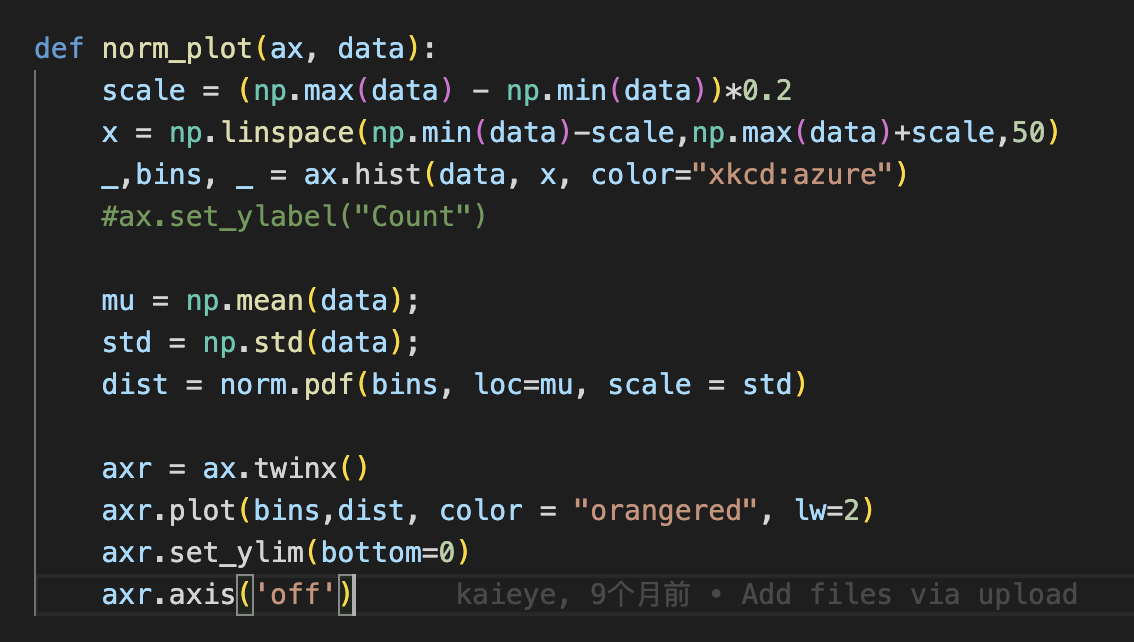 def norm_plot(ax, data):
    scale = (np.max(data) - np.min(data))*0.2
    x = np.linspace(np.min(data)-scale,np.max(data)+scale,50)
    _,bins, _ = ax.hist(data, x, color="xkcd:azure")
    #ax.set_ylabel("Count")

    mu = np.mean(data);
    std = np.std(data);
    dist = norm.pdf(bins, loc=mu, scale = std)

    axr = ax.twinx()
    axr.plot(bins,dist, color = "orangered", lw=2)
    axr.set_ylim(bottom=0)
    axr.axis('off')      kaieye, 9个月前 • Add files via upload